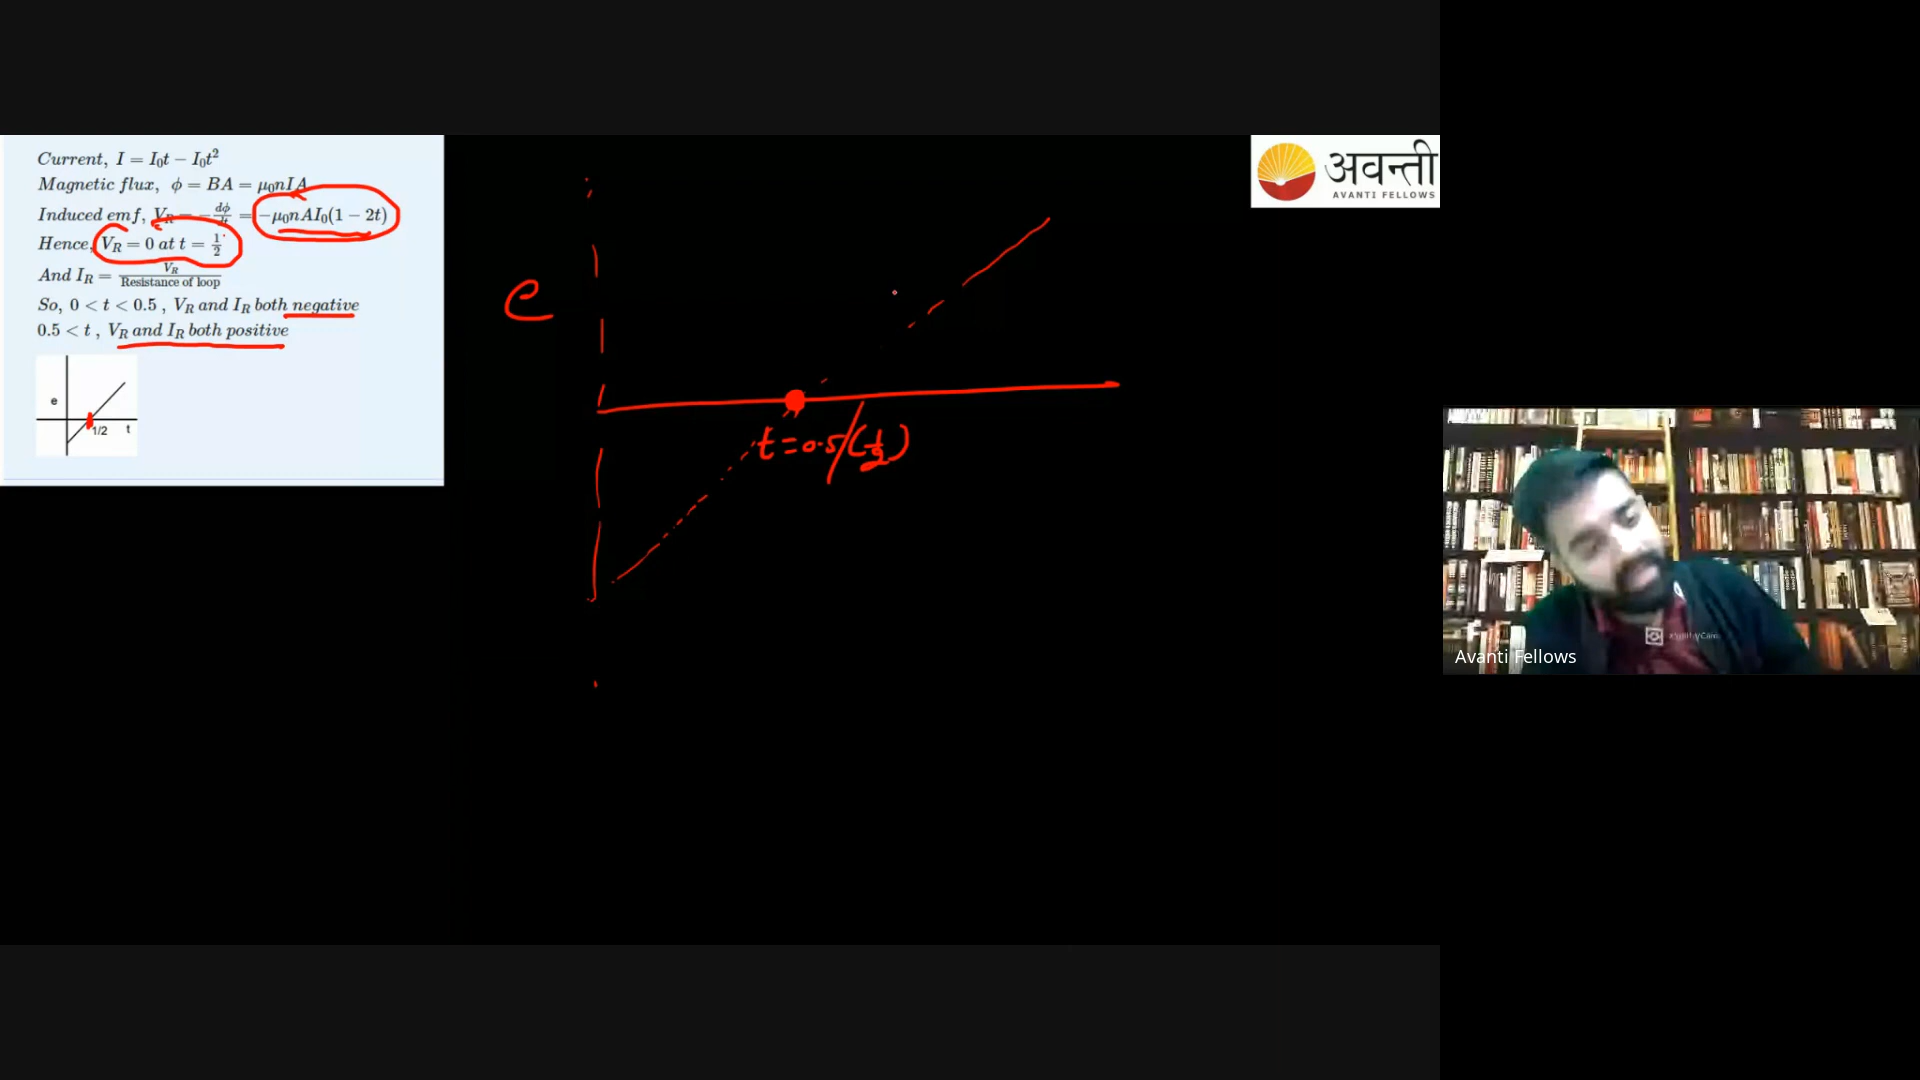 Current, I = I₀t − I₀t²
Magnetic flux, ϕ = BA = μ₀nIA
Induced emf, V_R = −dϕ/dt = −μ₀nAI₀(1 − 2t)
Hence, V_R = 0 at t = 1/2
And I_R = V_R/Resistance of loop
So, 0 < t < 0.5 , V_R and I_R both negative
0.5 < t , V_R and I_R both positive
e
1/2 t
e
t = 0.5/(1/2)
अवन्ती
AVANTI FELLOWS
Avanti Fellows